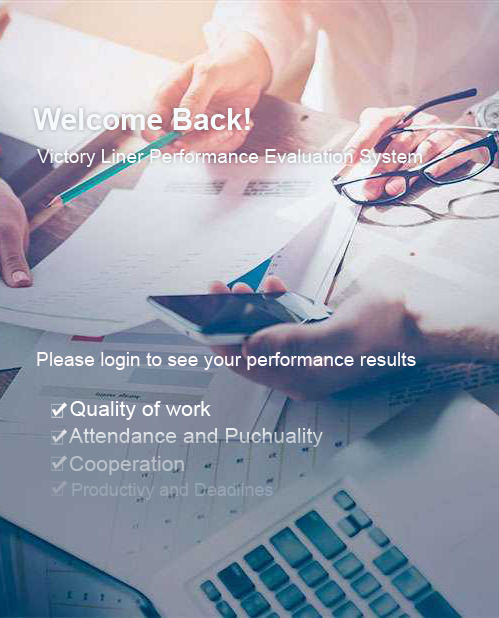 Welcome Back!
Victory Liner Performance Evaluation System
Please login to see your performance results
Quality of work
Attendance and Puchuality
Cooperation
Productivy and Deadlines